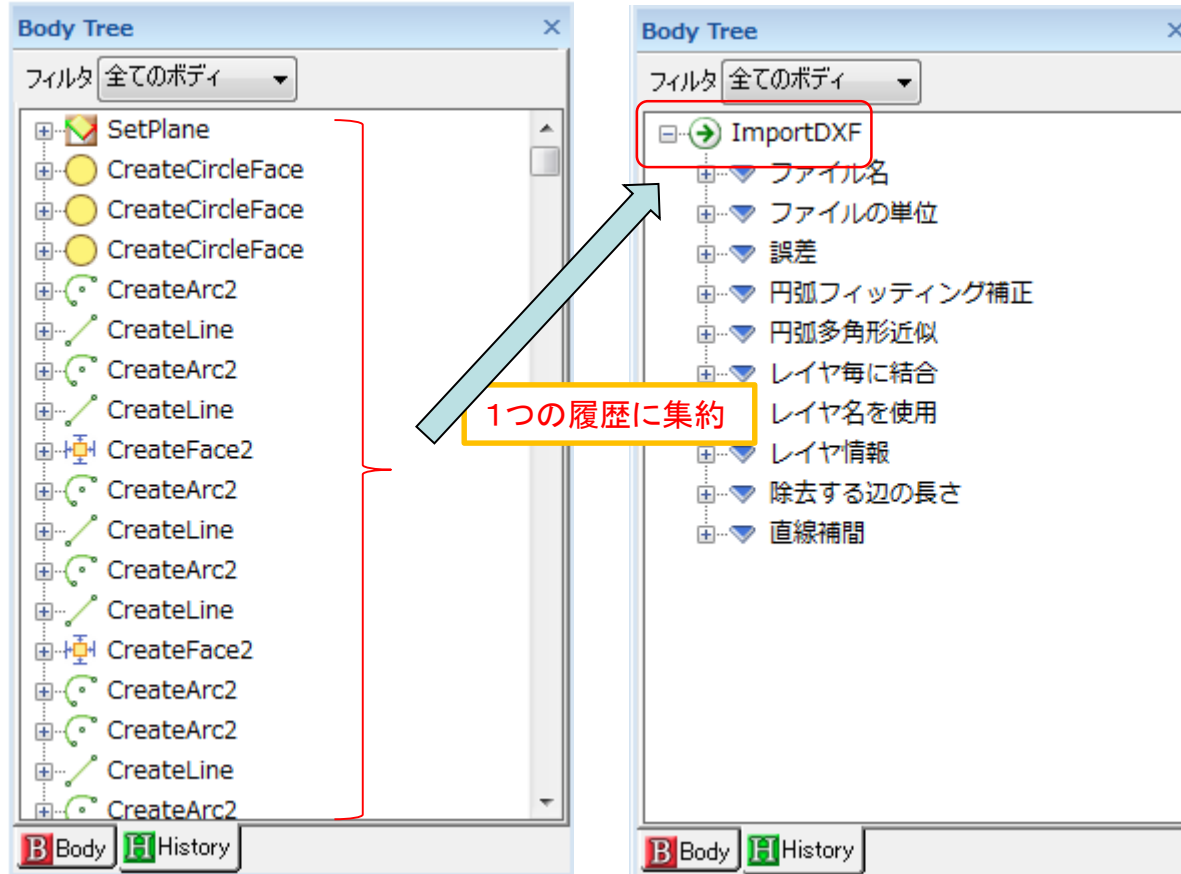 Body Tree
フィルタ 全てのボディ
SetPlane
CreateCircleFace
CreateCircleFace
CreateCircleFace
CreateArc2
CreateLine
CreateArc2
CreateLine
CreateFace2
CreateArc2
CreateLine
CreateArc2
CreateLine
CreateFace2
CreateArc2
CreateArc2
CreateLine
CreateArc2
B Body H History
1つの履歴に集約
Body Tree
フィルタ 全てのボディ
ImportDXF
ファイル名
ファイルの単位
誤差
円弧フィッティング補正
円弧多角形近似
レイヤ毎に結合
レイヤ名を使用
レイヤ情報
除去する辺の長さ
直線補間
B Body H History